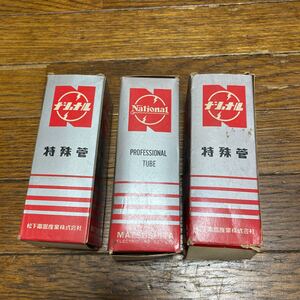 ナショナル
特殊管
松下電器産業株式会社
National
PROFESSIONAL
TUBE
MATSUSHITA
ナショナル
特殊管
松下電器産業株式会社